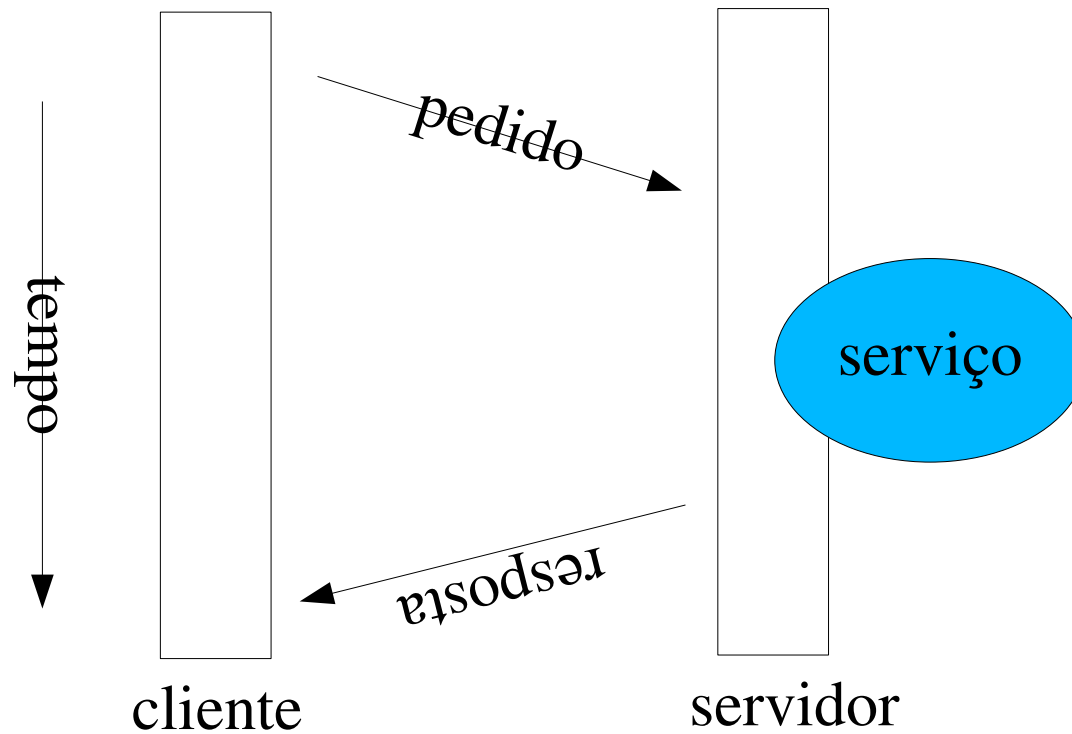 pedido
tempo
serviço
resposta
cliente
servidor